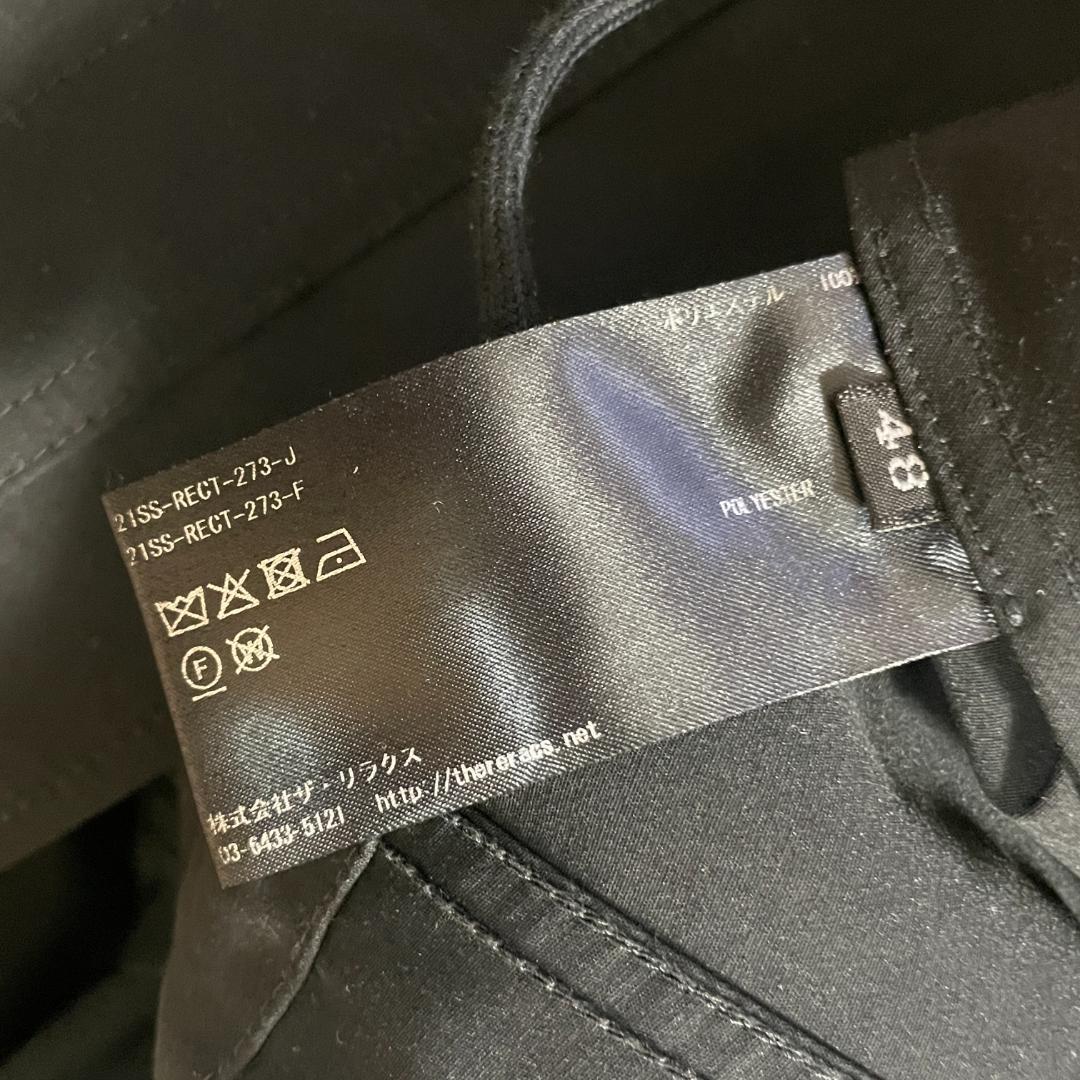 ポリエステル 100%
48
POLYESTER
21SS-RECT-273-J
21SS-RECT-273-F
F
W
株式会社ザ・リラクス
03-6433-5121 http://thereracs.net